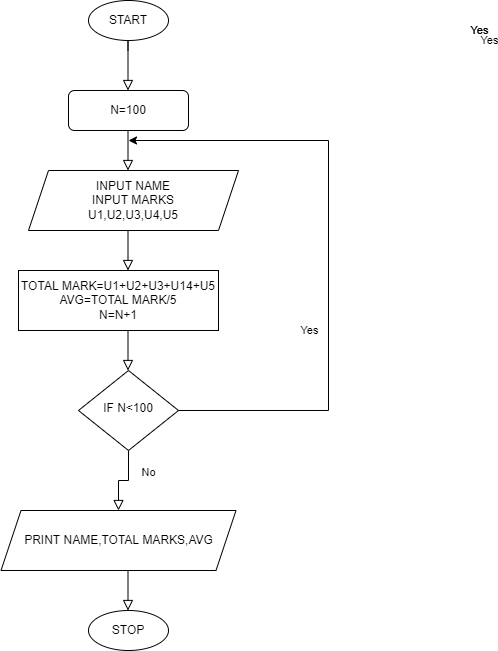 START
Yes
Yes
N=100
INPUT NAME
INPUT MARKS
U1,U2,U3,U4,U5
TOTAL MARK=U1+U2+U3+U14+U5
AVG=TOTAL MARK/5
N=N+1
Yes
IF N<100
No
PRINT NAME,TOTAL MARKS,AVG
STOP